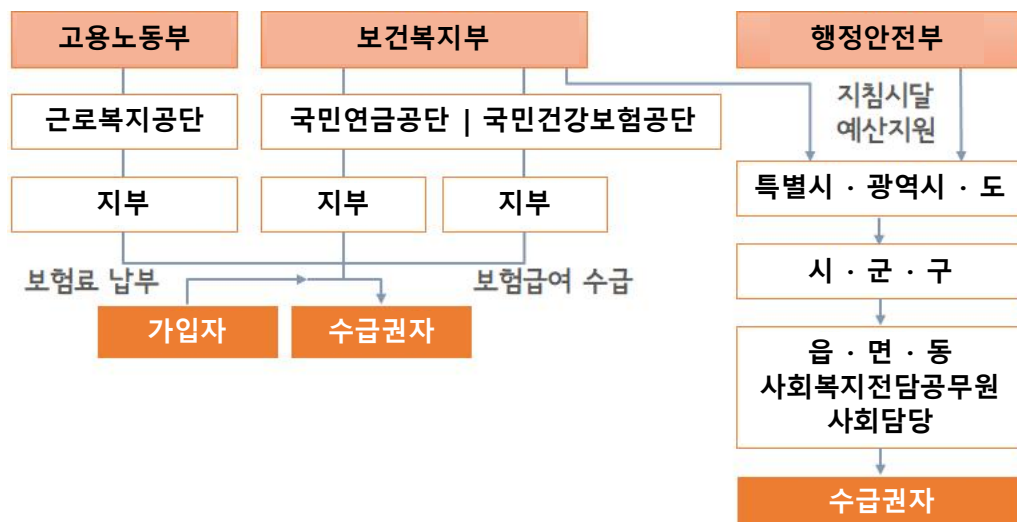 고용노동부
보건복지부
행정안전부
근로복지공단
국민연금공단 | 국민건강보험공단
지침시달
예산지원
지부
지부
지부
특별시 · 광역시 · 도
보험료 납부
보험급여 수급
시 · 군 · 구
가입자
수급권자
읍 · 면 · 동
사회복지전담공무원
사회담당
수급권자